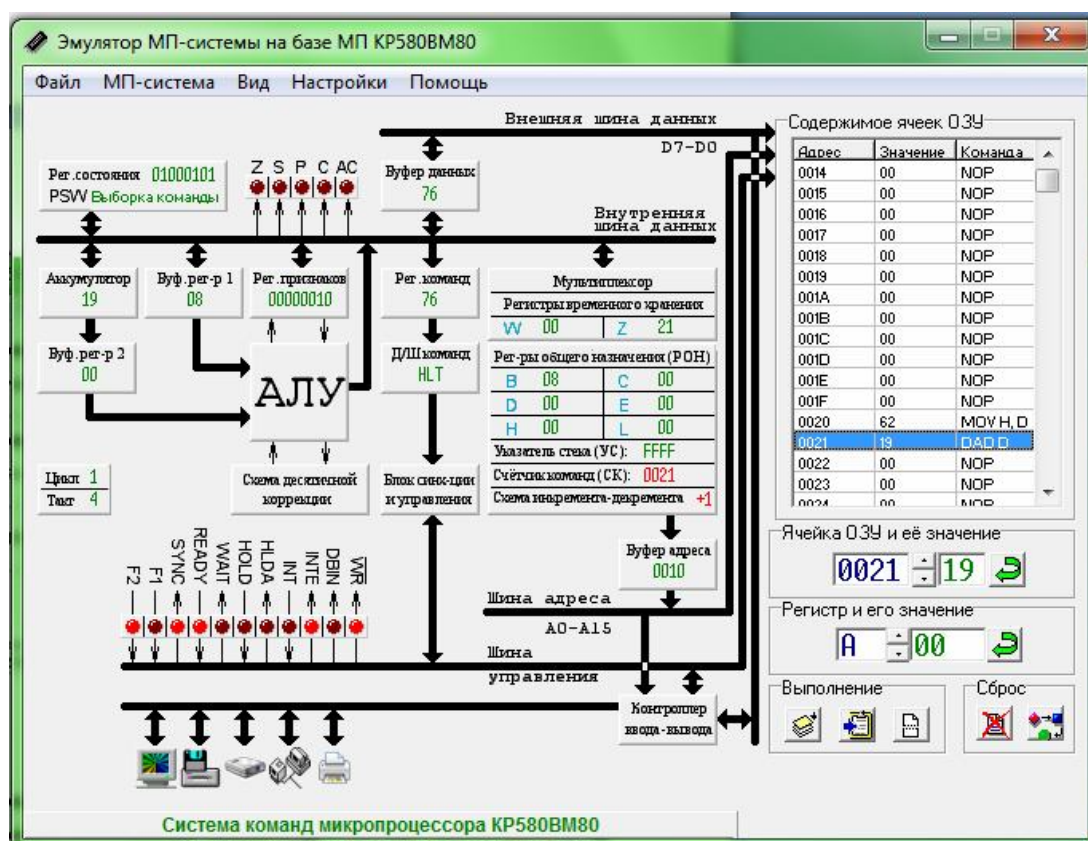 Эмулятор МП-системы на базе МП КР580ВМ80
Файл МП-система Вид Настройки Помощь
Внешняя шина данных
D7-D0
Рег.состояния 01000101
PSW Выборка команды
Z S P C AC
Буфер данных
76
Внутренняя
шина данных
Аккумулятор
19
Буф.рег-р 1
08
Рег.признаков
00000010
Рег.команд
76
Мультиплексор
Регистры временного хранения
W 00 Z 21
Буф.рег-р 2
00
АЛУ
Д/Шкоманд
HLT
Рег-ры общего назначения (РОН)
B 08 C 00
D 00 E 00
H 00 L 00
Указатель стека (УС): FFFF
Счётчик команд (СК): 0021
Схема инкремента-декремента +1
Цикл 1
Такт 4
Схема десятичной
коррекции
Блок синх-ции
и управления
Буфер адреса
0010
F2 F1 SYNC READY WAIT HOLD HLDA INT INTE DBIN WR
Шина адреса
A0-A15
Шина
управления
Контроллер
ввода-вывода
Система команд микропроцессора КР580ВМ80
Содержимое ячеек ОЗУ
Адрес Значение Команда
0014 00 NOP
0015 00 NOP
0016 00 NOP
0017 00 NOP
0018 00 NOP
0019 00 NOP
001A 00 NOP
001B 00 NOP
001C 00 NOP
001D 00 NOP
001E 00 NOP
001F 00 NOP
0020 62 MOV H, D
0021 19 DAD D
0022 00 NOP
0023 00 NOP
0024 00 NOP
Ячейка ОЗУ и её значение
0021 19
Регистр и его значение
A 00
Выполнение
Сброс